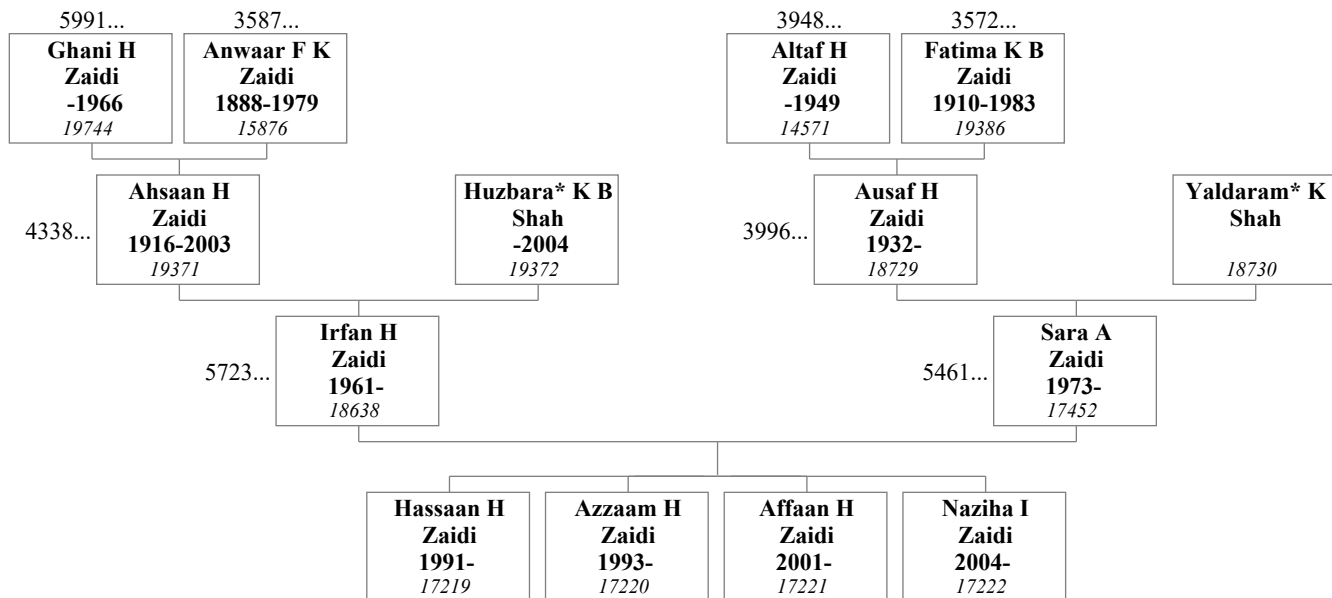 5991...
3587...
3948...
3572...
Ghani H
Zaidi
-1966
19744
Anwaar F K
Zaidi
1888-1979
15876
Altaf H
Zaidi
-1949
14571
Fatima K B
Zaidi
1910-1983
19386
4338...
Ahsaan H
Zaidi
1916-2003
19371
Huzbara* K B
Shah
-2004
19372
3996...
Ausaf H
Zaidi
1932-
18729
Yaldaram* K
Shah
18730
5723...
Irfan H
Zaidi
1961-
18638
5461...
Sara A
Zaidi
1973-
17452
Hassaan H
Zaidi
1991-
17219
Azzaam H
Zaidi
1993-
17220
Affaan H
Zaidi
2001-
17221
Naziha I
Zaidi
2004-
17222